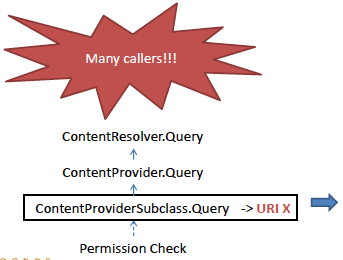 Many callers!!!
ContentResolver.Query
ContentProvider.Query
ContentProviderSubclass.Query -> URI X
Permission Check